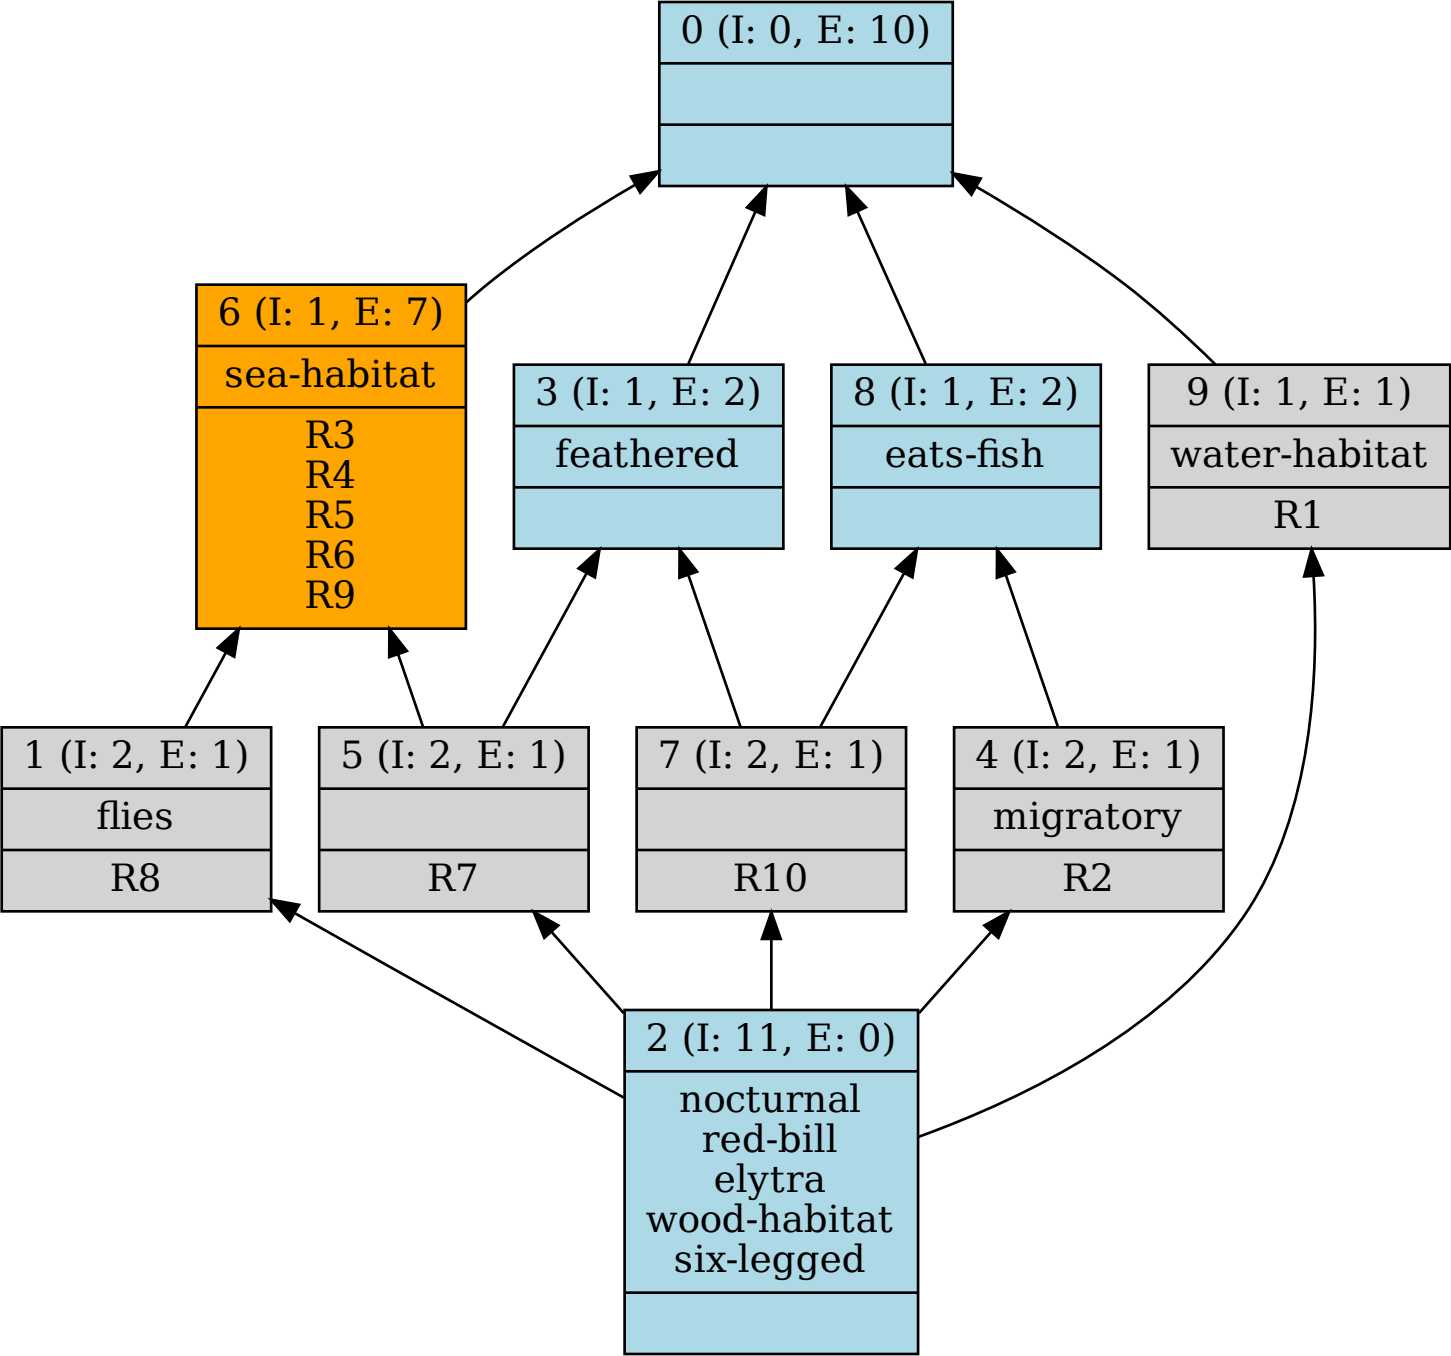 0 (I: 0, E: 10)
6 (I: 1, E: 7)
sea-habitat
R3
R4
R5
R6
R9
3 (I: 1, E: 2)
feathered
8 (I: 1, E: 2)
eats-fish
9 (I: 1, E: 1)
water-habitat
R1
1 (I: 2, E: 1)
flies
R8
5 (I: 2, E: 1)
R7
7 (I: 2, E: 1)
R10
4 (I: 2, E: 1)
migratory
R2
2 (I: 11, E: 0)
nocturnal
red-bill
elytra
wood-habitat
six-legged